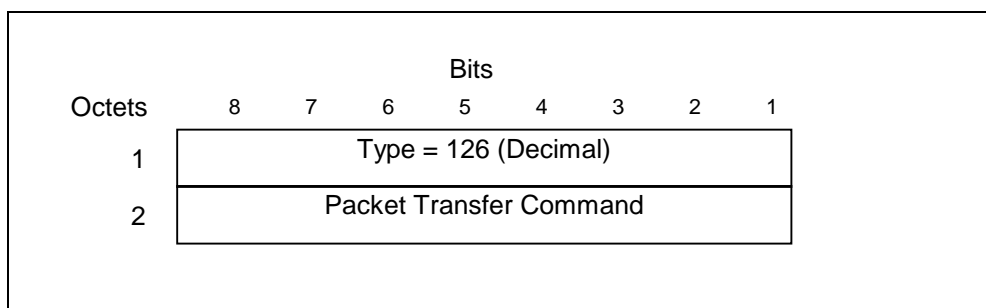 Bits
Octets 8 7 6 5 4 3 2 1
1 Type = 126 (Decimal)
2 Packet Transfer Command